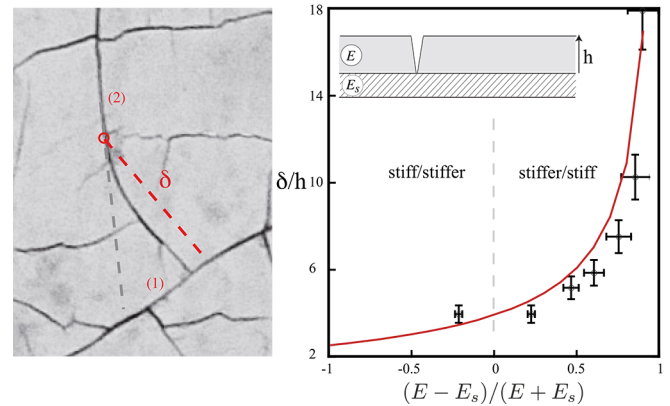 (2)
δ
(1)
δ/h
18
14
10
6
2
E
E_s
h
stiff/stiffer
stiffer/stiff
-1
-0.5
0
0.5
1
(E − E_s)/(E + E_s)